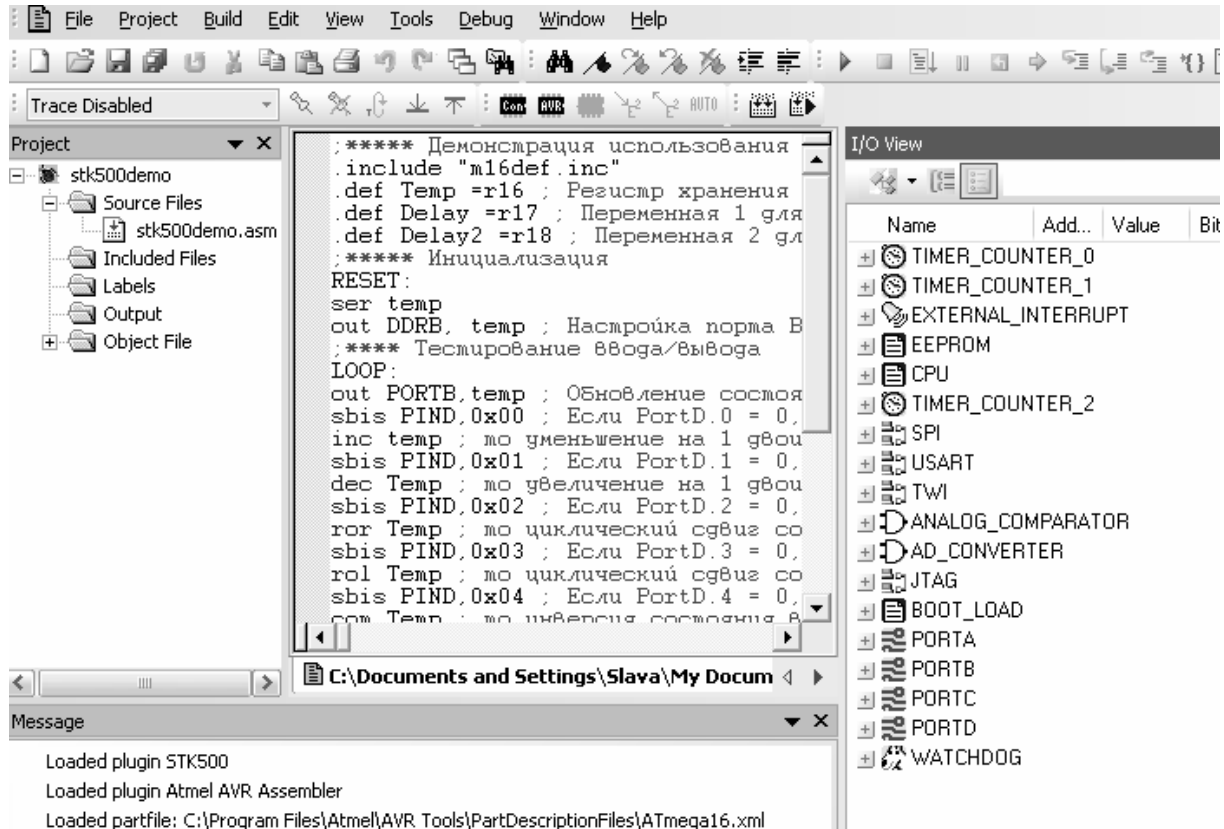 File Project Build Edit View Tools Debug Window Help
Trace Disabled
Con AVR AUTO
Project
stk500demo
Source Files
stk500demo.asm
Included Files
Labels
Output
Object File
;***** Демонстрация использования
.include "m16def.inc"
.def Temp =r16 ; Регистр хранения
.def Delay =r17 ; Переменная 1 для
.def Delay2 =r18 ; Переменная 2 дл
;***** Инициализация
RESET:
ser temp
out DDRB, temp ; Настройка порта B
;**** Тестирование ввода/вывода
LOOP:
out PORTB,temp ; Обновление состоя
sbis PIND,0x00 ; Если PortD.0 = 0,
inc temp ; то уменьшение на 1 двои
sbis PIND,0x01 ; Если PortD.1 = 0,
dec Temp ; то увеличение на 1 двои
sbis PIND,0x02 ; Если PortD.2 = 0,
ror Temp ; то циклический сдвиг со
sbis PIND,0x03 ; Если PortD.3 = 0,
rol Temp ; то циклический сдвиг со
sbis PIND,0x04 ; Если PortD.4 = 0,
com Temp ; то инверсия состояния в
C:\Documents and Settings\Slava\My Docum
Message
Loaded plugin STK500
Loaded plugin Atmel AVR Assembler
Loaded partfile: C:\Program Files\Atmel\AVR Tools\PartDescriptionFiles\ATmega16.xml
I/O View
Name Add... Value Bit
TIMER_COUNTER_0
TIMER_COUNTER_1
EXTERNAL_INTERRUPT
EEPROM
CPU
TIMER_COUNTER_2
SPI
USART
TWI
ANALOG_COMPARATOR
AD_CONVERTER
JTAG
BOOT_LOAD
PORTA
PORTB
PORTC
PORTD
WATCHDOG